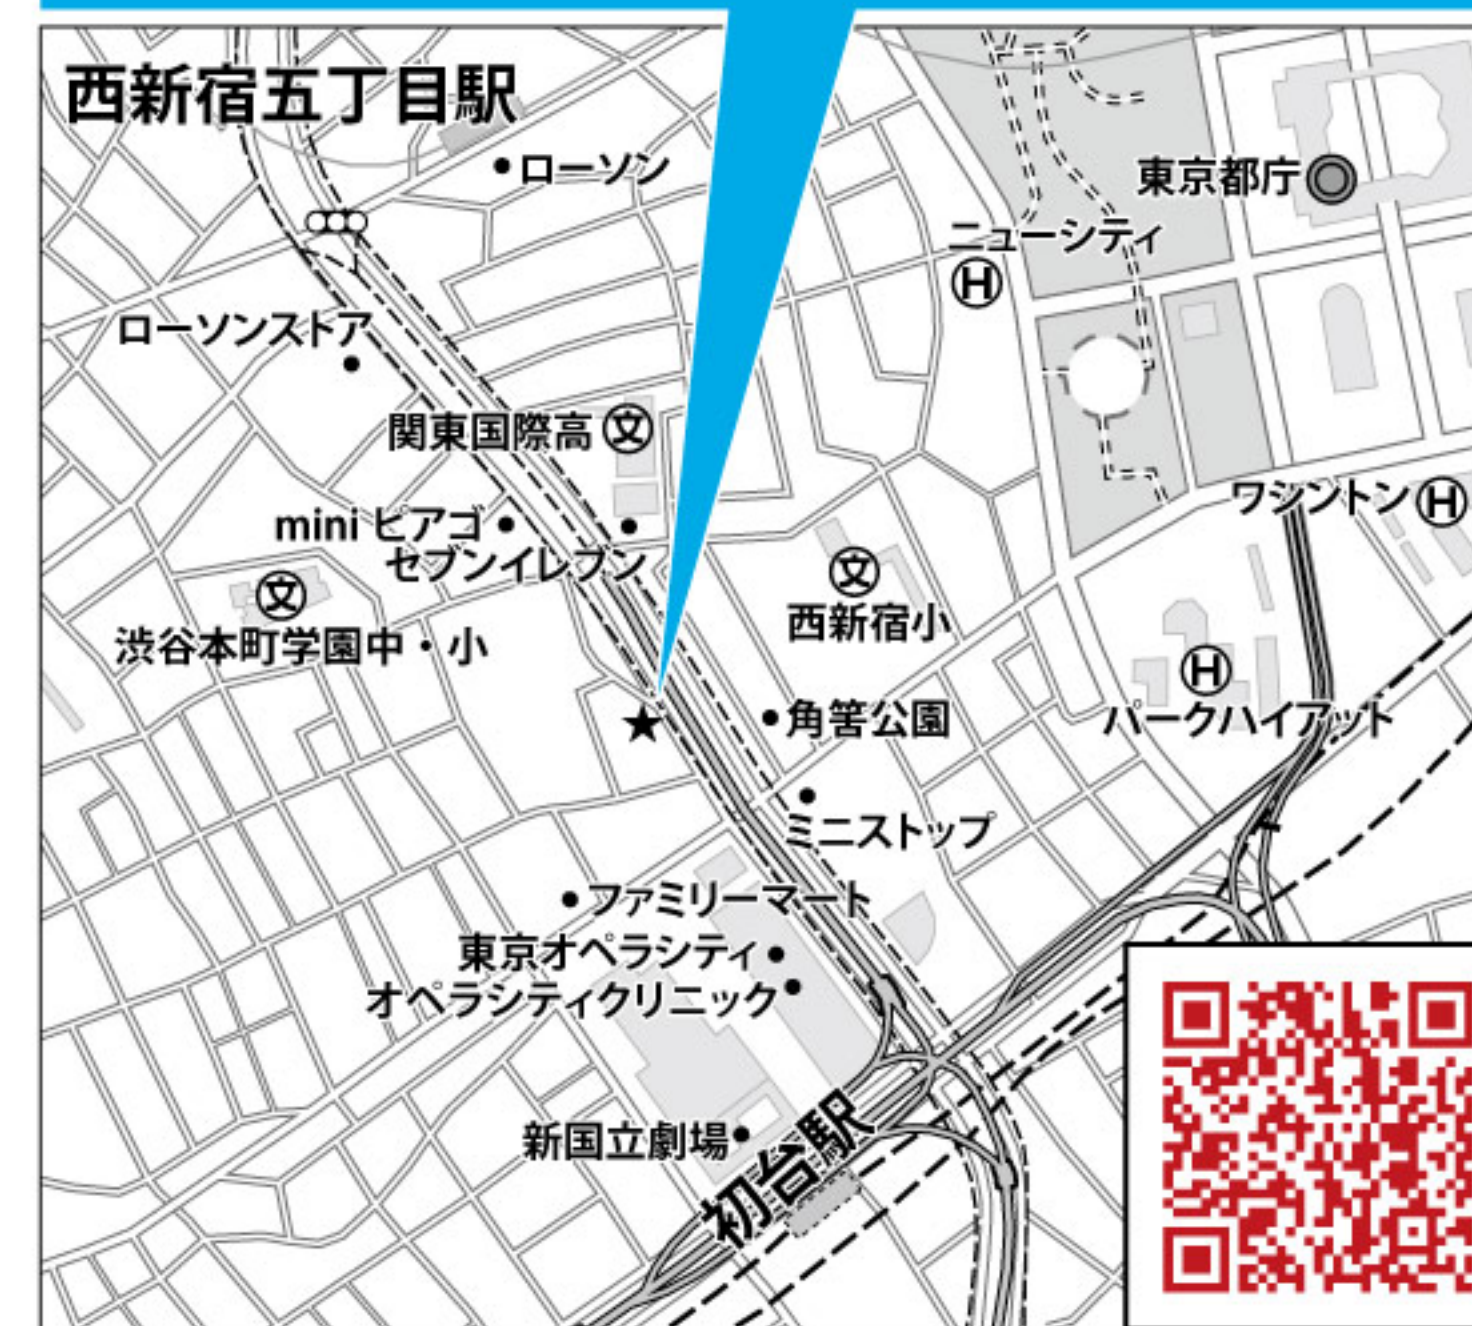 西新宿五丁目駅
ローソン
東京都庁
ニューシティ
H
ローソンストア
関東国際高 文
ワシントン H
mini ピアゴ
セブンイレブン
文
西新宿小
文
渋谷本町学園中・小
H
パークハイアット
★
角筈公園
ミニストップ
ファミリーマート
東京オペラシティ
オペラシティクリニック
新国立劇場
初台駅